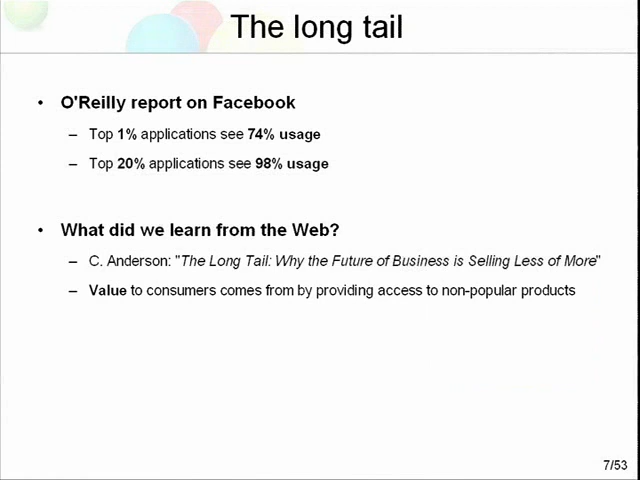 The long tail
• O'Reilly report on Facebook
– Top 1% applications see 74% usage
– Top 20% applications see 98% usage
• What did we learn from the Web?
– C. Anderson: "The Long Tail: Why the Future of Business is Selling Less of More"
– Value to consumers comes from by providing access to non-popular products
7/53